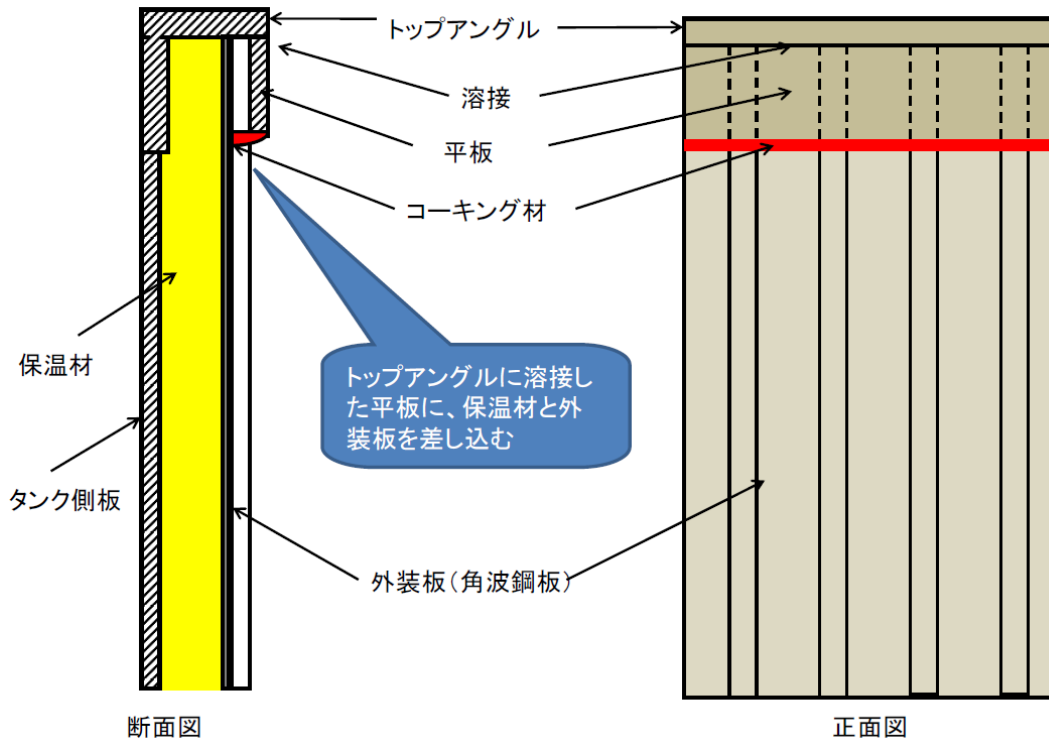 トップアングル
溶接
平板
コーキング材
保温材
トップアングルに溶接し
た平板に、保温材と外
装板を差し込む
タンク側板
外装板(角波鋼板)
断面図
正面図